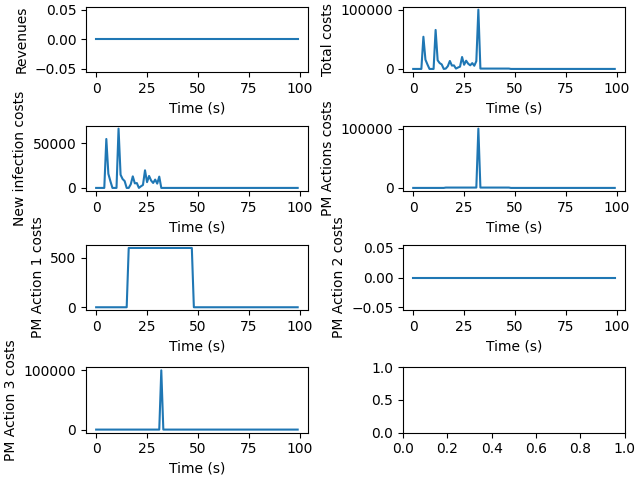 Revenues
0.05
0.00
−0.05
0 25 50 75 100
Time (s)
Total costs
100000
0
0 25 50 75 100
Time (s)
New infection costs
50000
0
0 25 50 75 100
Time (s)
PM Actions costs
100000
0
0 25 50 75 100
Time (s)
PM Action 1 costs
500
0
0 25 50 75 100
Time (s)
PM Action 2 costs
0.05
0.00
−0.05
0 25 50 75 100
Time (s)
PM Action 3 costs
100000
0
0 25 50 75 100
Time (s)
1.0
0.5
0.0
0.0 0.2 0.4 0.6 0.8 1.0